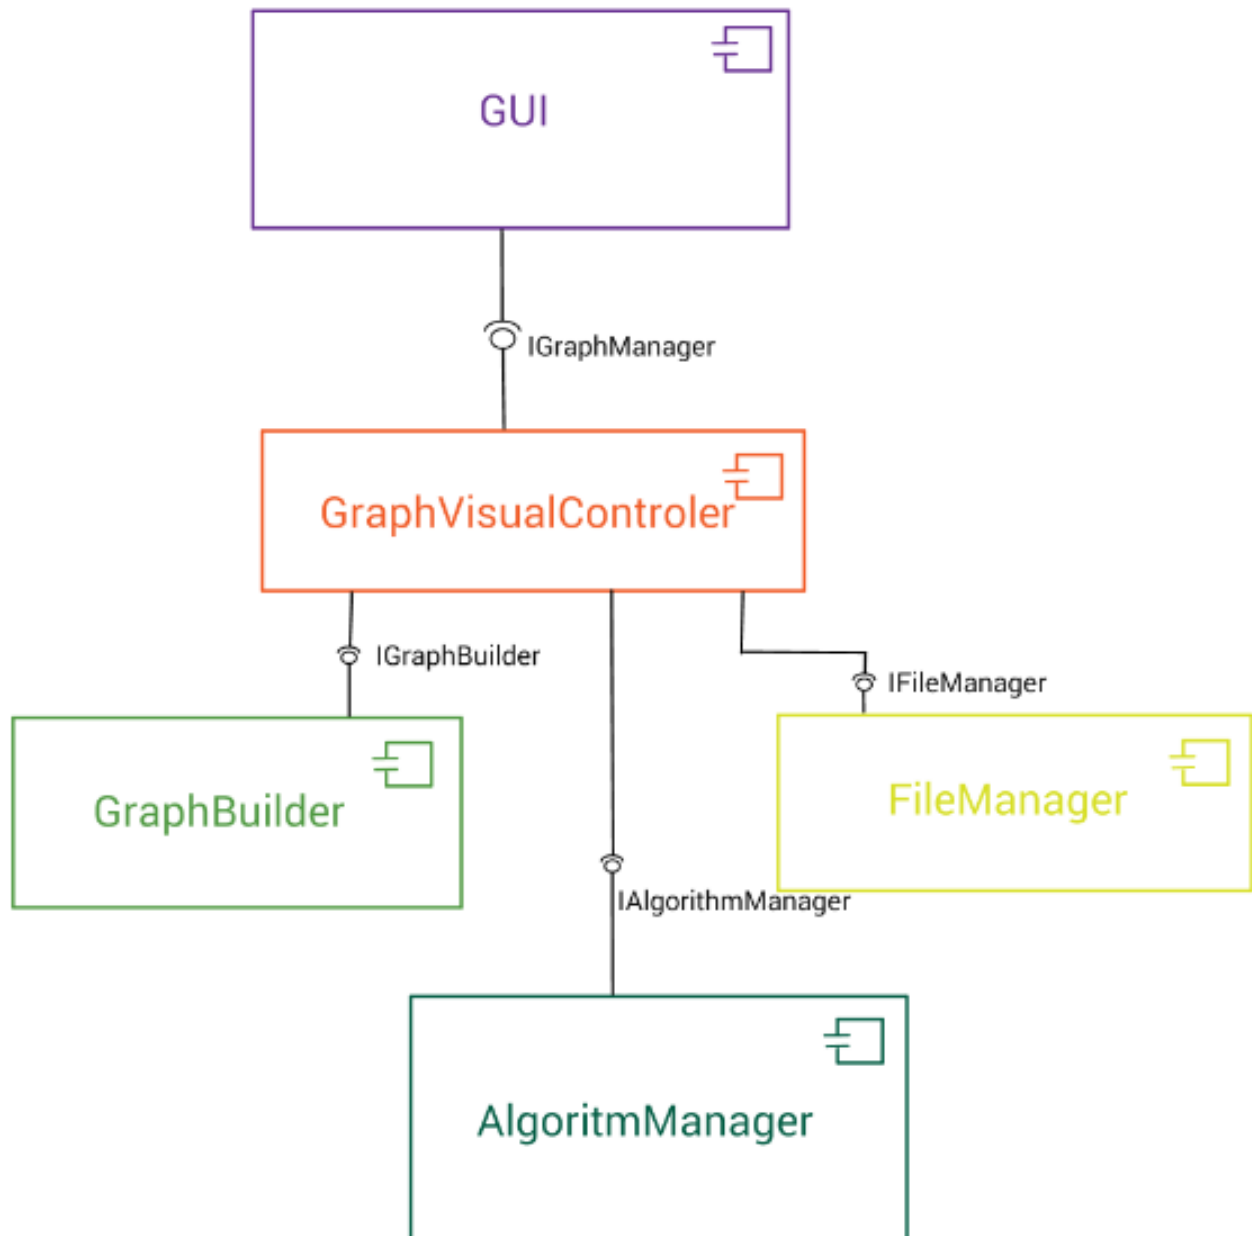 GUI
IGraphManager
GraphVisualControler
IGraphBuilder
IFileManager
GraphBuilder
FileManager
IAlgorithmManager
AlgoritmManager